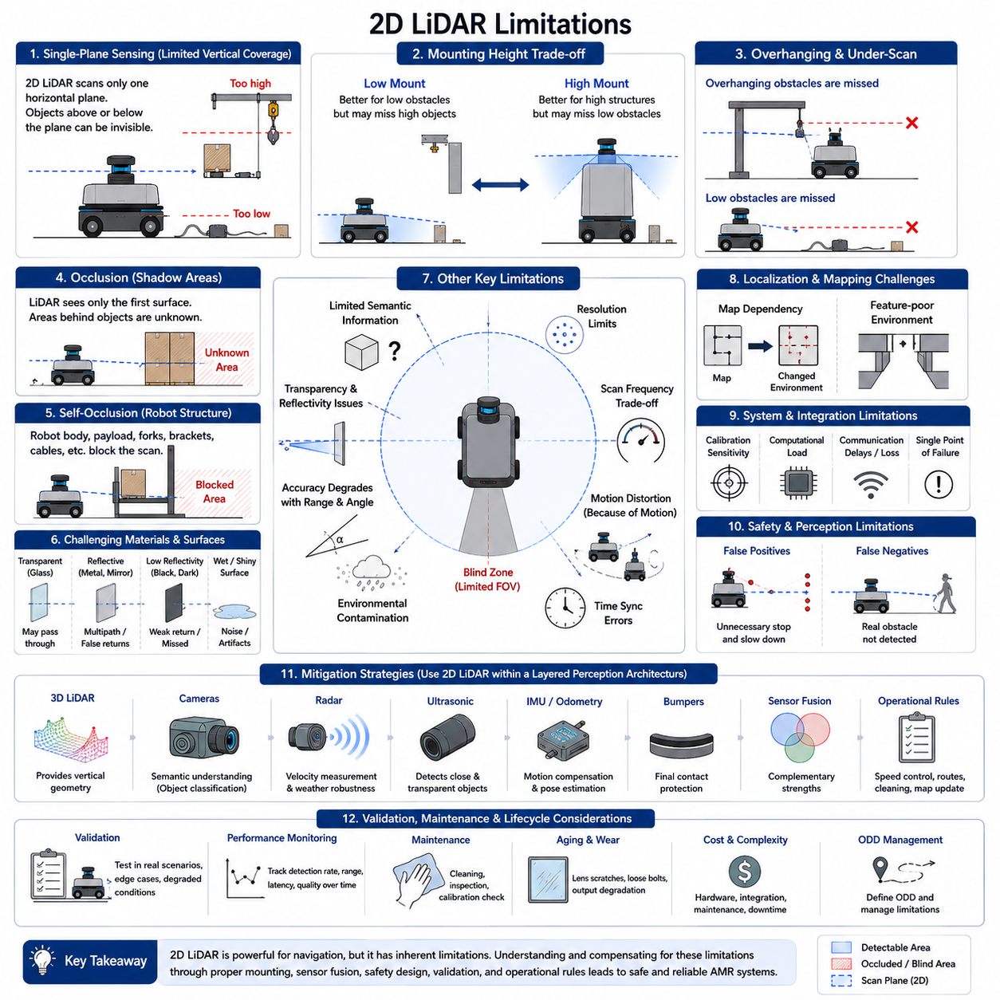 2D LiDAR Limitations
1. Single-Plane Sensing (Limited Vertical Coverage)
2D LiDAR scans only one
horizontal plane.
Objects above or below
the plane can be invisible.
Too high
Too low
2. Mounting Height Trade-off
Low Mount
Better for low obstacles
but may miss high objects
High Mount
Better for high structures
but may miss low obstacles
3. Overhanging & Under-Scan
Overhanging obstacles are missed
Low obstacles are missed
4. Occlusion (Shadow Areas)
LiDAR sees only the first surface.
Areas behind objects are unknown.
Unknown
Area
5. Self-Occlusion (Robot Structure)
Robot body, payload, forks, brackets,
cables, etc. block the scan.
Blocked
Area
6. Challenging Materials & Surfaces
Transparent
(Glass)
May pass
through
Reflective
(Metal, Mirror)
Multipath /
False returns
Low Reflectivity
(Black, Dark)
Weak return /
Missed
Wet / Shiny
Surface
Noise /
Artifacts
7. Other Key Limitations
Limited Semantic
Information
?
Resolution
Limits
Transparency &
Reflectivity Issues
Scan Frequency
Trade-off
Accuracy Degrades
with Range & Angle
α
Motion Distortion
(Because of Motion)
Environmental
Contamination
Blind Zone
(Limited FOV)
Time Sync
Errors
8. Localization & Mapping Challenges
Map Dependency
Map
Changed
Environment
Feature-poor
Environment
9. System & Integration Limitations
Calibration
Sensitivity
Computational
Load
Communication
Delays / Loss
Single Point
of Failure
!
10. Safety & Perception Limitations
False Positives
Unnecessary stop
and slow down
False Negatives
Real obstacle
not detected
11. Mitigation Strategies (Use 2D LiDAR within a Layered Perception Architecturs)
3D LiDAR
Provides vertical
geometry
Cameras
Semantic understanding
(Object classification)
Radar
Velocity measurement
& weather robustness
Ultrasonic
Detects close &
transparent objects
IMU / Odometry
Motion compensation
& pose estimation
Bumpers
Final contact
protection
Sensor Fusion
Complementary
strengths
Operational Rules
Speed control, routes,
cleaning, map update
12. Validation, Maintenance & Lifecycle Considerations
Validation
Test in real scenarios,
edge cases, degraded
conditions
Performance Monitoring
Track detection rate, range,
latency, quality over time
Maintenance
Cleaning,
inspection,
calibration check
Aging & Wear
Lens scratches, loose bolts,
output degradation
Cost & Complexity
$
Hardware, integration,
maintenance, downtime
ODD Management
Define ODD and
manage limitations
Key Takeaway
2D LiDAR is powerful for navigation, but it has inherent limitations. Understanding and compensating for these limitations
through proper mounting, sensor fusion, safety design, validation, and operational rules leads to safe and reliable AMR systems.
Detectable Area
Occluded / Blind Area
Scan Plane (2D)